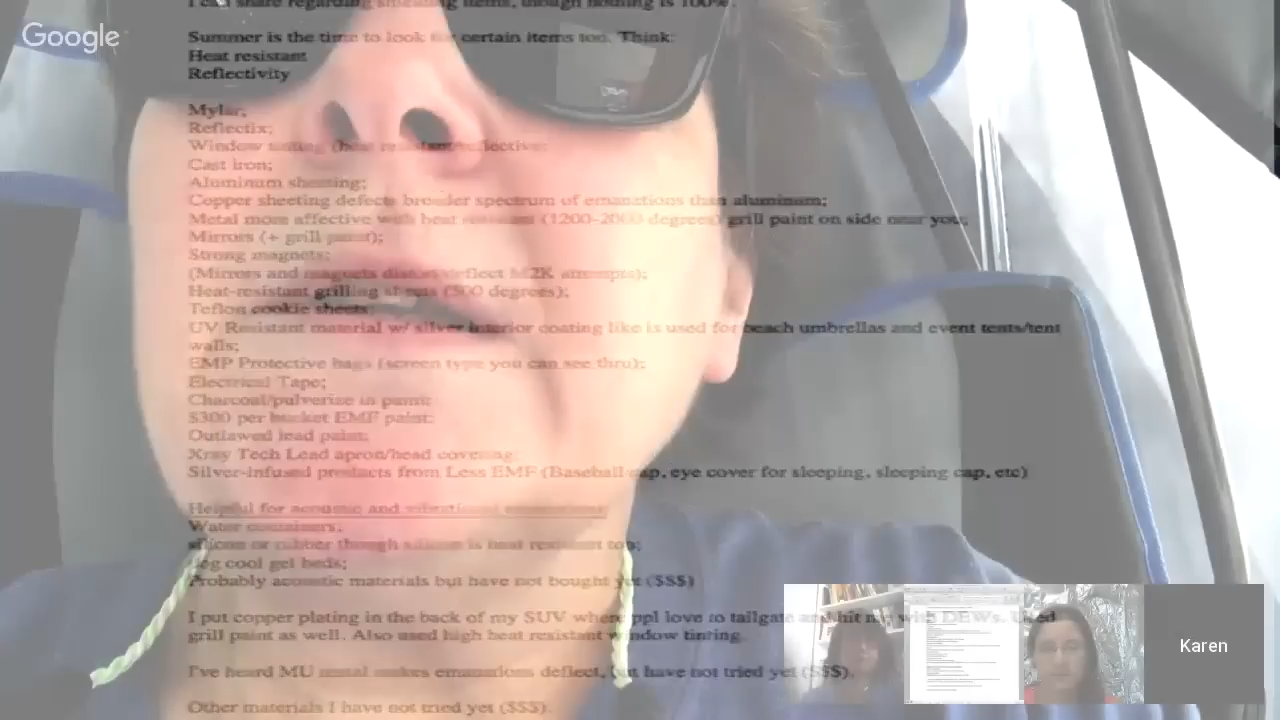 I can share regarding shielding items, though nothing is 100%.
Google
Summer is the time to look for certain items too. Think:
Heat resistant
Reflectivity
Mylar;
Reflectix;
Window tinting (heat resistant/reflective;
Cast iron;
Aluminum sheeting;
Copper sheeting defects broader spectrum of emanations than aluminum;
Metal more affective with heat resistant (1200-2000 degrees) grill paint on side near you;
Mirrors (+ grill paint);
Strong magnets;
(Mirrors and magnets distort/deflect M2K attempts);
Heat-resistant grilling sheets (500 degrees);
Teflon cookie sheets;
UV Resistant material w/ silver interior coating like is used for beach umbrellas and event tents/tent
walls;
EMP Protective bags (screen type you can see thru);
Electrical Tape;
Charcoal/pulverize in paint;
$300 per bucket EMF paint;
Outlawed lead paint;
Xray Tech Lead apron/head covering;
Silver-infused products from Less EMF (Baseball cap, eye cover for sleeping, sleeping cap, etc)
Helpful for acoustic and vibrational emanations:
Water containers;
silicon or rubber though silicon is heat resistant too;
dog cool gel beds;
Probably acoustic materials but have not bought yet ($$$)
I put copper plating in the back of my SUV where ppl love to tailgate and hit me with DEWs. Used
grill paint as well. Also used high heat resistant window tinting.
I've heard MU metal makes emanations deflect, but have not tried yet ($$$).
Other materials I have not tried yet ($$$).
Karen